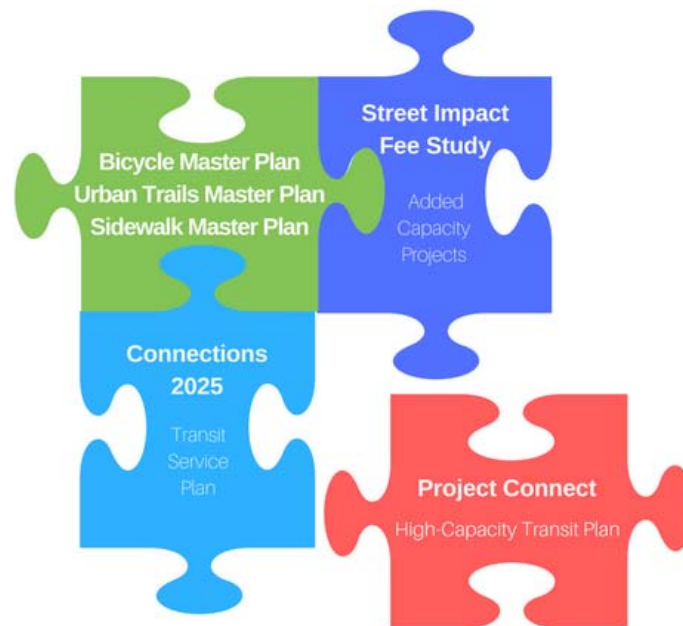 Bicycle Master Plan
Urban Trails Master Plan
Sidewalk Master Plan
Street Impact
Fee Study
Added
Capacity
Projects
Connections
2025
Transit
Service
Plan
Project Connect
High-Capacity Transit Plan